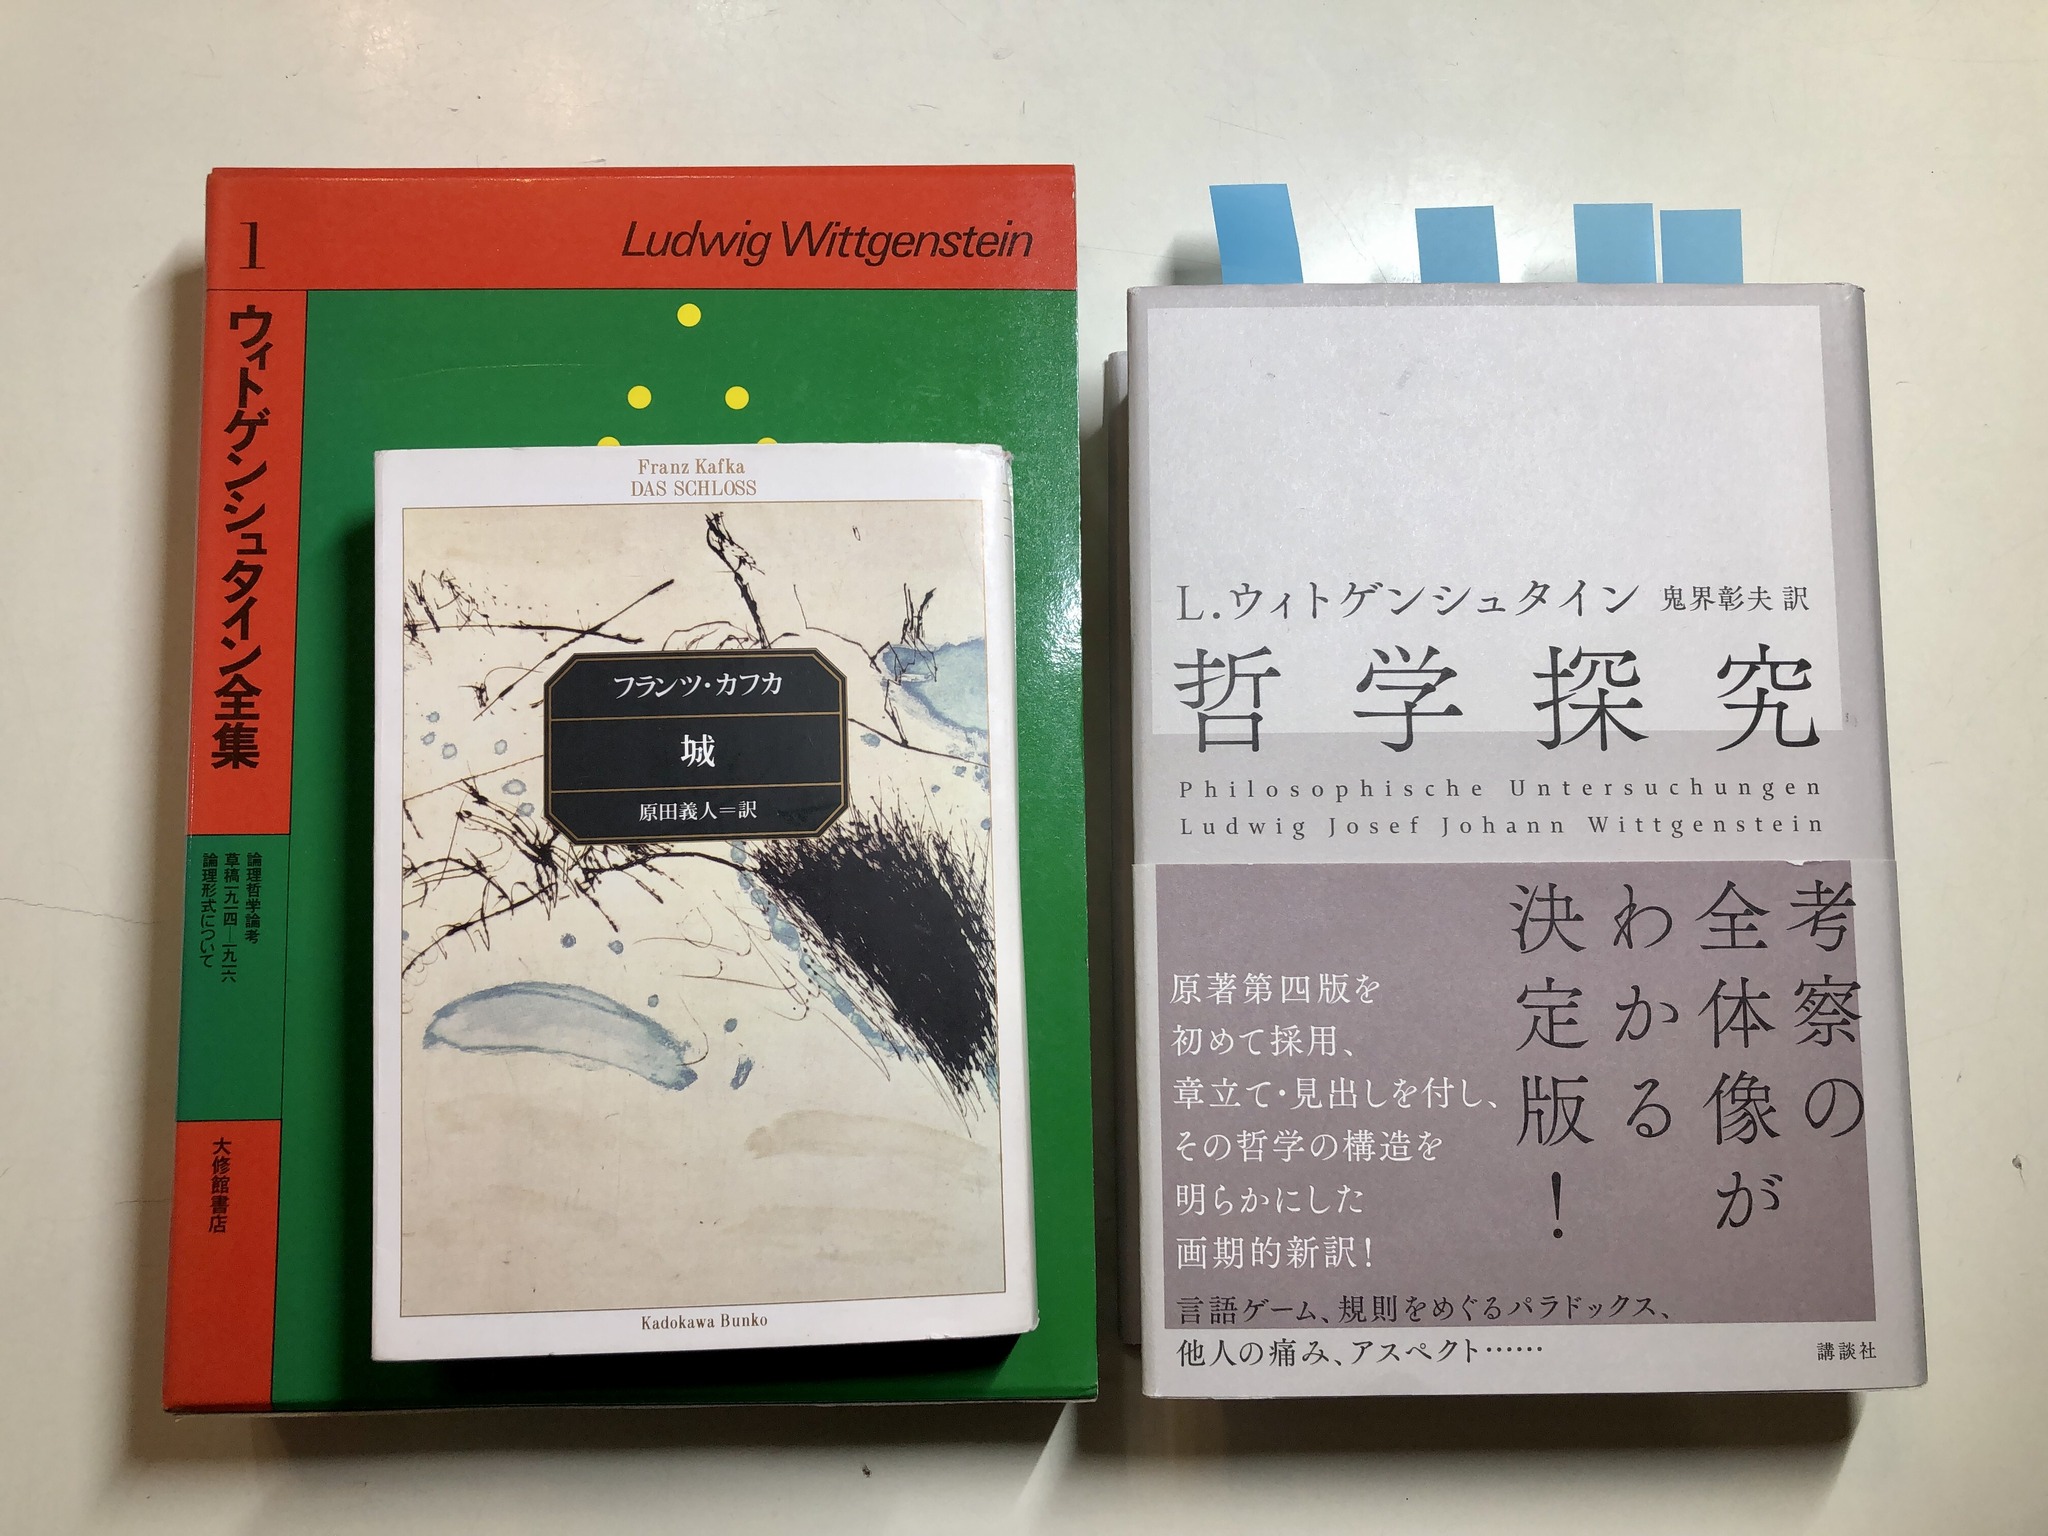 1
Ludwig Wittgenstein
ウィトゲンシュタイン全集
論理哲学論考
草稿一九一四―一九一六
論理形式について
大修館書店
Franz Kafka
DAS SCHLOSS
フランツ・カフカ
城
原田義人＝訳
Kadokawa Bunko
L.ウィトゲンシュタイン 鬼界彰夫 訳
哲学探究
Philosophische Untersuchungen
Ludwig Josef Johann Wittgenstein
考察の
全体像が
わかる
決定版！
原著第四版を
初めて採用、
章立て・見出しを付し、
その哲学の構造を
明らかにした
画期的新訳！
言語ゲーム、規則をめぐるパラドックス、
他人の痛み、アスペクト……
講談社